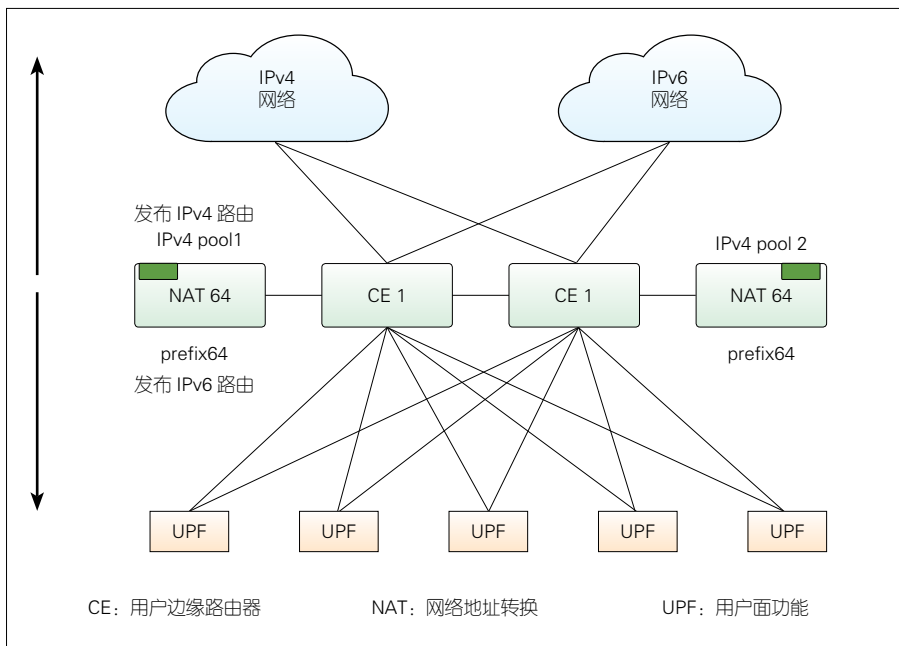 IPv4
网络
IPv6
网络
发布 IPv4 路由
IPv4 pool1
IPv4 pool 2
NAT 64
CE 1
CE 1
NAT 64
prefix64
prefix64
发布 IPv6 路由
UPF
UPF
UPF
UPF
UPF
CE：用户边缘路由器
NAT：网络地址转换
UPF：用户面功能